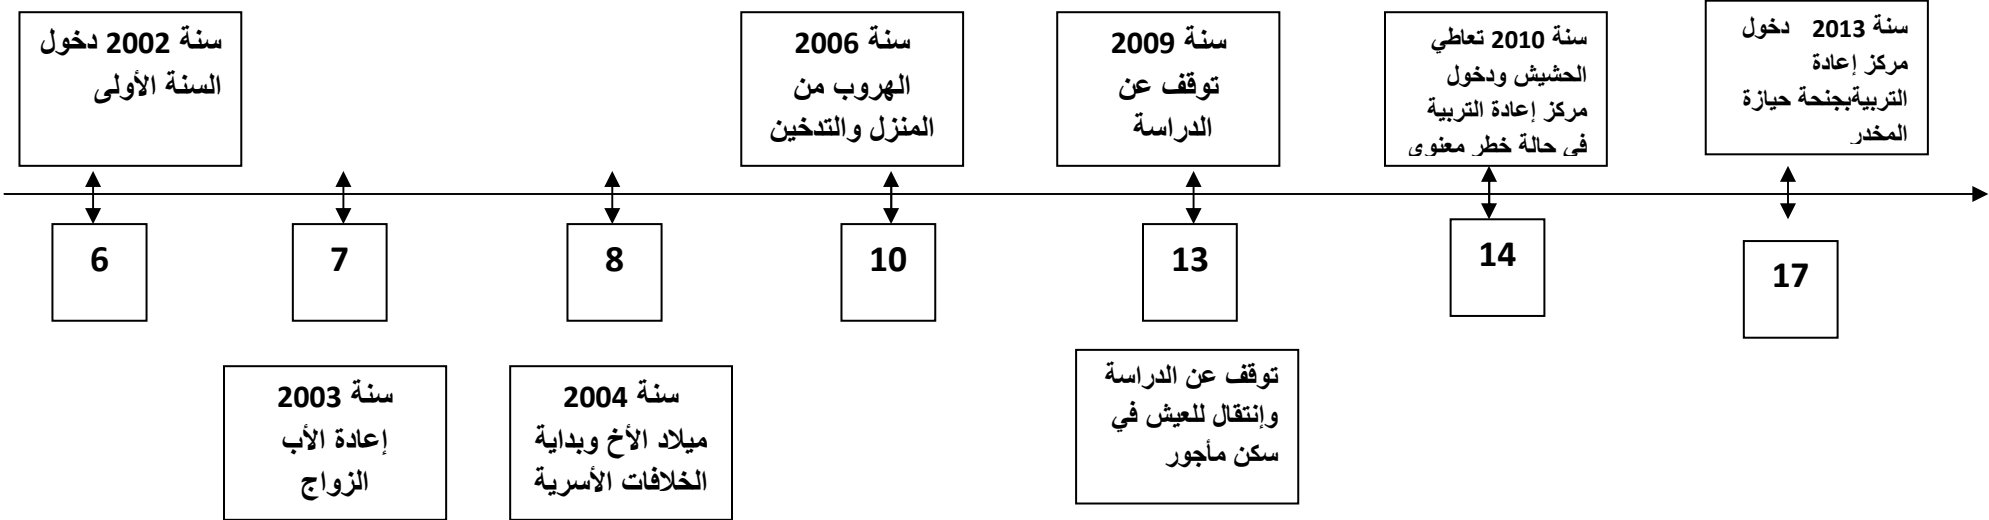 سنة 2002 دخول
السنة الأولى
سنة 2006
الهروب من
المنزل والتدخين
سنة 2009
توقف عن
الدراسة
سنة 2010 تعاطي
الحشيش ودخول
مركز إعادة التربية
في حالة خطر معنوي
سنة 2013 دخول
مركز إعادة
التربيةبجنحة حيازة
المخدر
6
7
8
10
13
14
17
سنة 2003
إعادة الأب
الزواج
سنة 2004
ميلاد الأخ وبداية
الخلافات الأسرية
توقف عن الدراسة
وإنتقال للعيش في
سكن مأجور